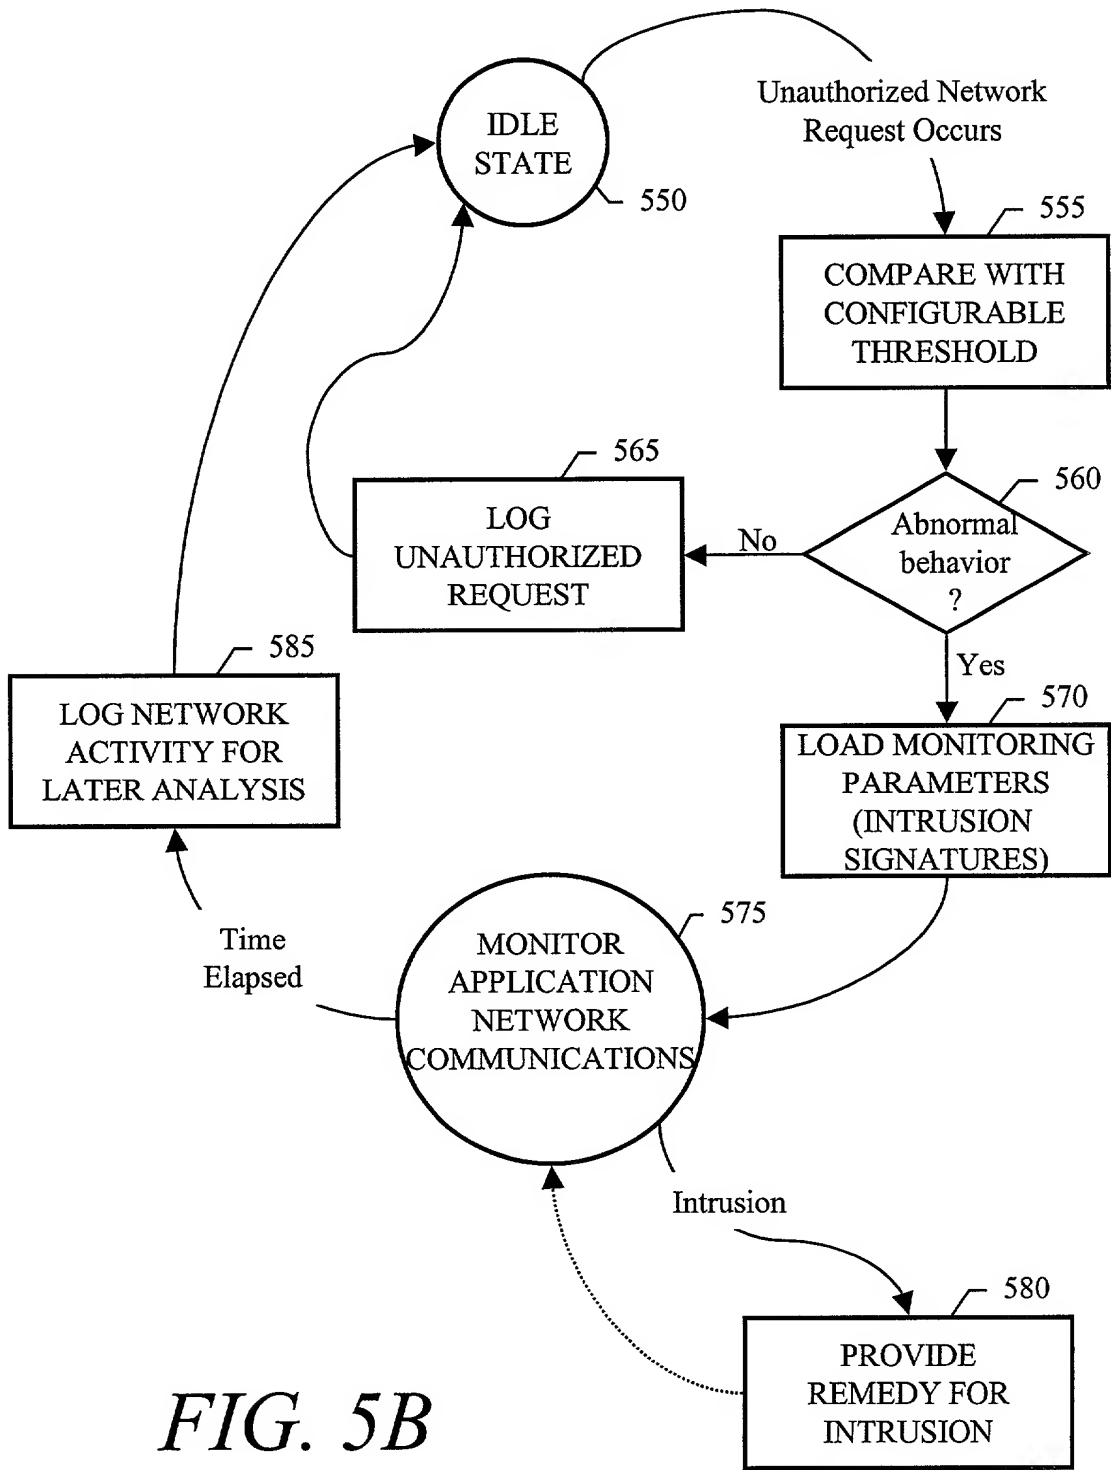 IDLE
STATE
550
Unauthorized Network
Request Occurs
555
COMPARE WITH
CONFIGURABLE
THRESHOLD
560
Abnormal
behavior
?
No
565
LOG
UNAUTHORIZED
REQUEST
Yes
570
LOAD MONITORING
PARAMETERS
(INTRUSION
SIGNATURES)
585
LOG NETWORK
ACTIVITY FOR
LATER ANALYSIS
Time
Elapsed
575
MONITOR
APPLICATION
NETWORK
COMMUNICATIONS
Intrusion
580
PROVIDE
REMEDY FOR
INTRUSION
FIG. 5B